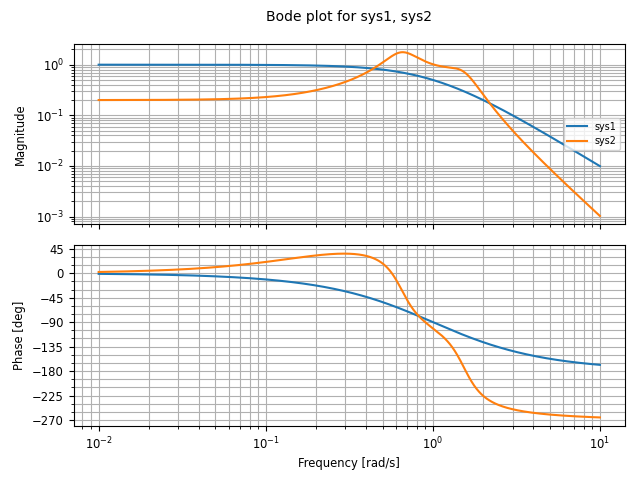 Bode plot for sys1, sys2
Magnitude
10⁰
10⁻¹
10⁻²
10⁻³
sys1
sys2
Phase [deg]
45
0
−45
−90
−135
−180
−225
−270
10⁻²
10⁻¹
10⁰
10¹
Frequency [rad/s]